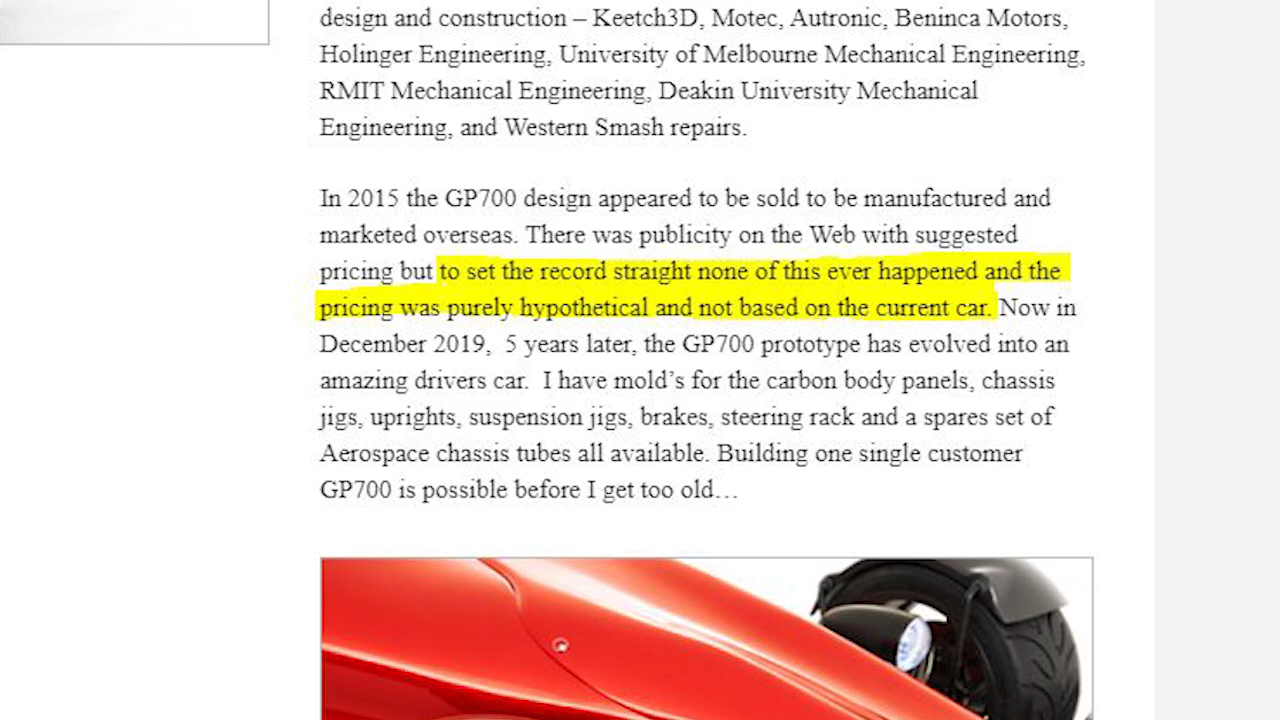 design and construction – Keetch3D, Motec, Autronic, Beninca Motors,
Holinger Engineering, University of Melbourne Mechanical Engineering,
RMIT Mechanical Engineering, Deakin University Mechanical
Engineering, and Western Smash repairs.
In 2015 the GP700 design appeared to be sold to be manufactured and
marketed overseas. There was publicity on the Web with suggested
pricing but to set the record straight none of this ever happened and the
pricing was purely hypothetical and not based on the current car. Now in
December 2019,  5 years later, the GP700 prototype has evolved into an
amazing drivers car.  I have mold’s for the carbon body panels, chassis
jigs, uprights, suspension jigs, brakes, steering rack and a spares set of
Aerospace chassis tubes all available. Building one single customer
GP700 is possible before I get too old…